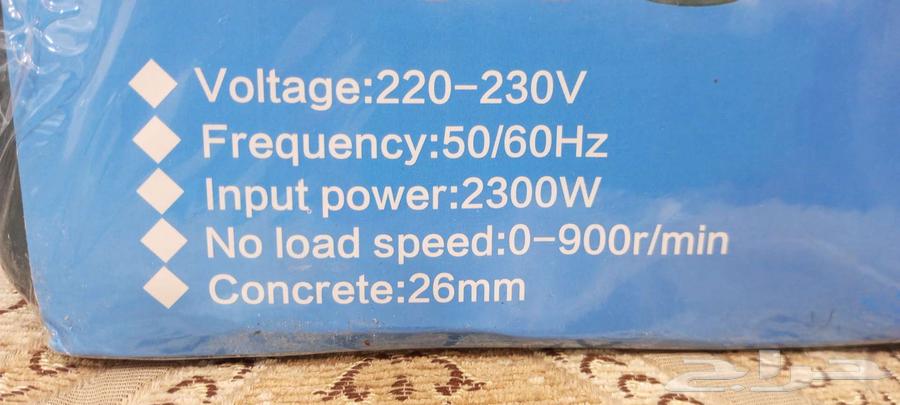 Voltage:220-230V
Frequency:50/60Hz
Input power:2300W
No load speed:0-900r/min
Concrete:26mm
حراج